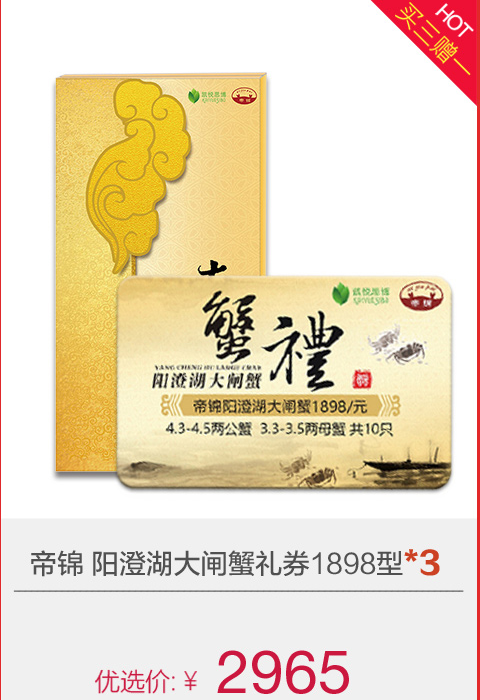 HOT
买三赠一
蟹禮
YANG CHENG HU LARGE CRAB
阳澄湖大闸蟹
帝锦阳澄湖大闸蟹1898/元
4.3-4.5两公蟹 3.3-3.5两母蟹 共10只
帝锦 阳澄湖大闸蟹礼券1898型*3
优选价: ¥ 2965